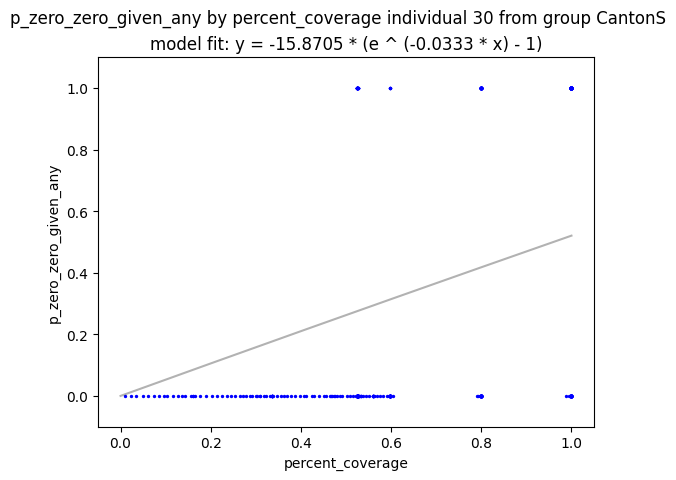 p_zero_zero_given_any by percent_coverage individual 30 from group CantonS
model fit: y = -15.8705 * (e ^ (-0.0333 * x) - 1)
1.0
0.8
0.6
0.4
0.2
0.0
p_zero_zero_given_any
0.0 0.2 0.4 0.6 0.8 1.0
percent_coverage